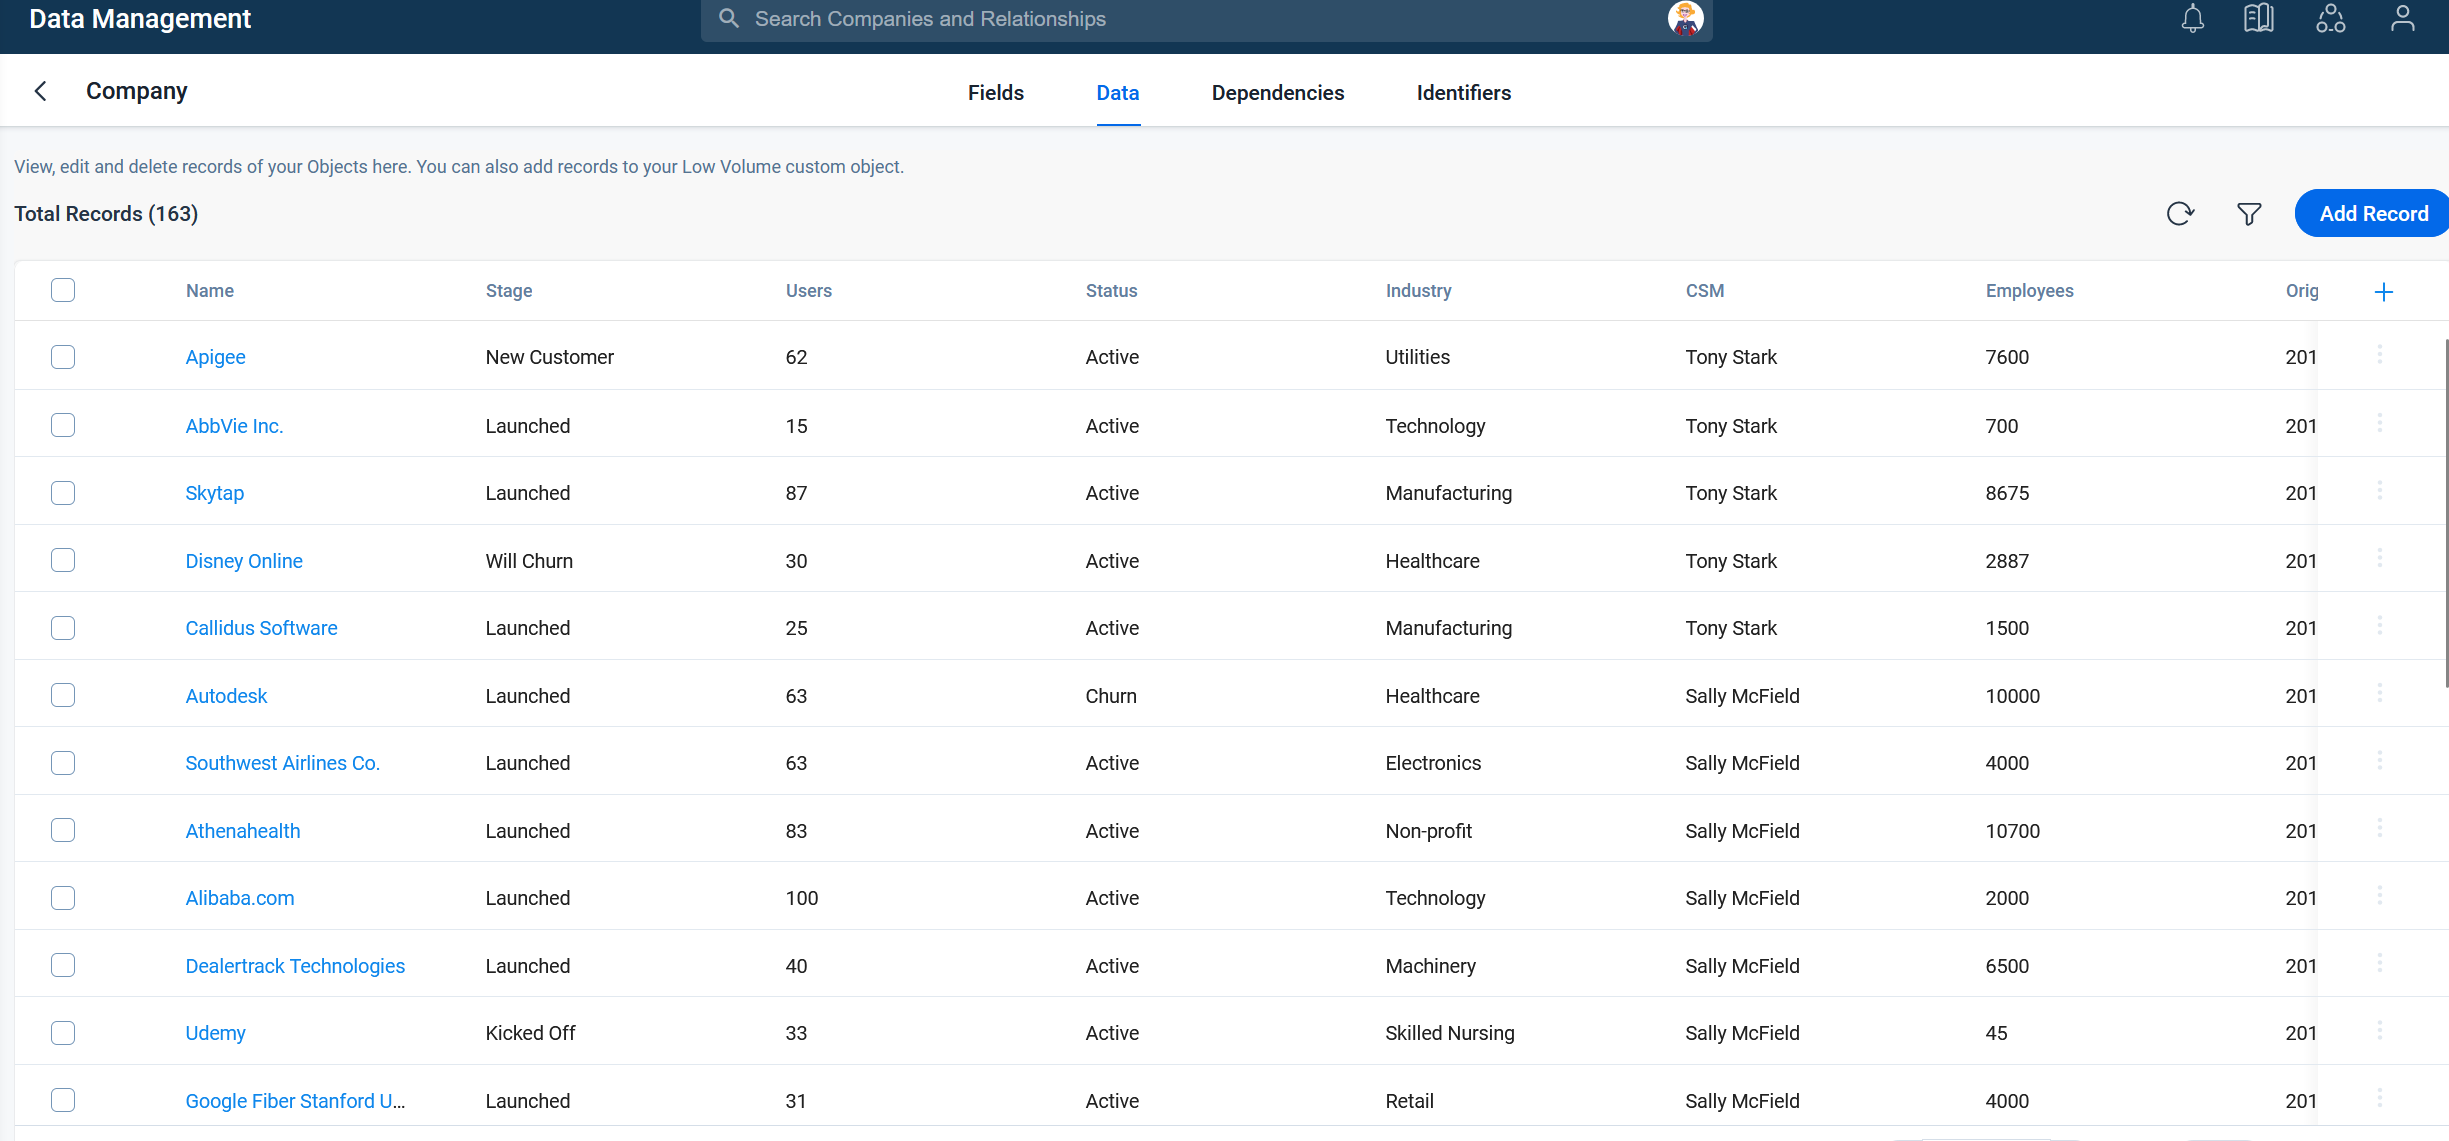 Data Management
Search Companies and Relationships
Company
Fields Data Dependencies Identifiers
View, edit and delete records of your Objects here. You can also add records to your Low Volume custom object.
Total Records (163)
Add Record
Name Stage Users Status Industry CSM Employees Orig
Apigee New Customer 62 Active Utilities Tony Stark 7600 201
AbbVie Inc. Launched 15 Active Technology Tony Stark 700 201
Skytap Launched 87 Active Manufacturing Tony Stark 8675 201
Disney Online Will Churn 30 Active Healthcare Tony Stark 2887 201
Callidus Software Launched 25 Active Manufacturing Tony Stark 1500 201
Autodesk Launched 63 Churn Healthcare Sally McField 10000 201
Southwest Airlines Co. Launched 63 Active Electronics Sally McField 4000 201
Athenahealth Launched 83 Active Non-profit Sally McField 10700 201
Alibaba.com Launched 100 Active Technology Sally McField 2000 201
Dealertrack Technologies Launched 40 Active Machinery Sally McField 6500 201
Udemy Kicked Off 33 Active Skilled Nursing Sally McField 45 201
Google Fiber Stanford U... Launched 31 Active Retail Sally McField 4000 201